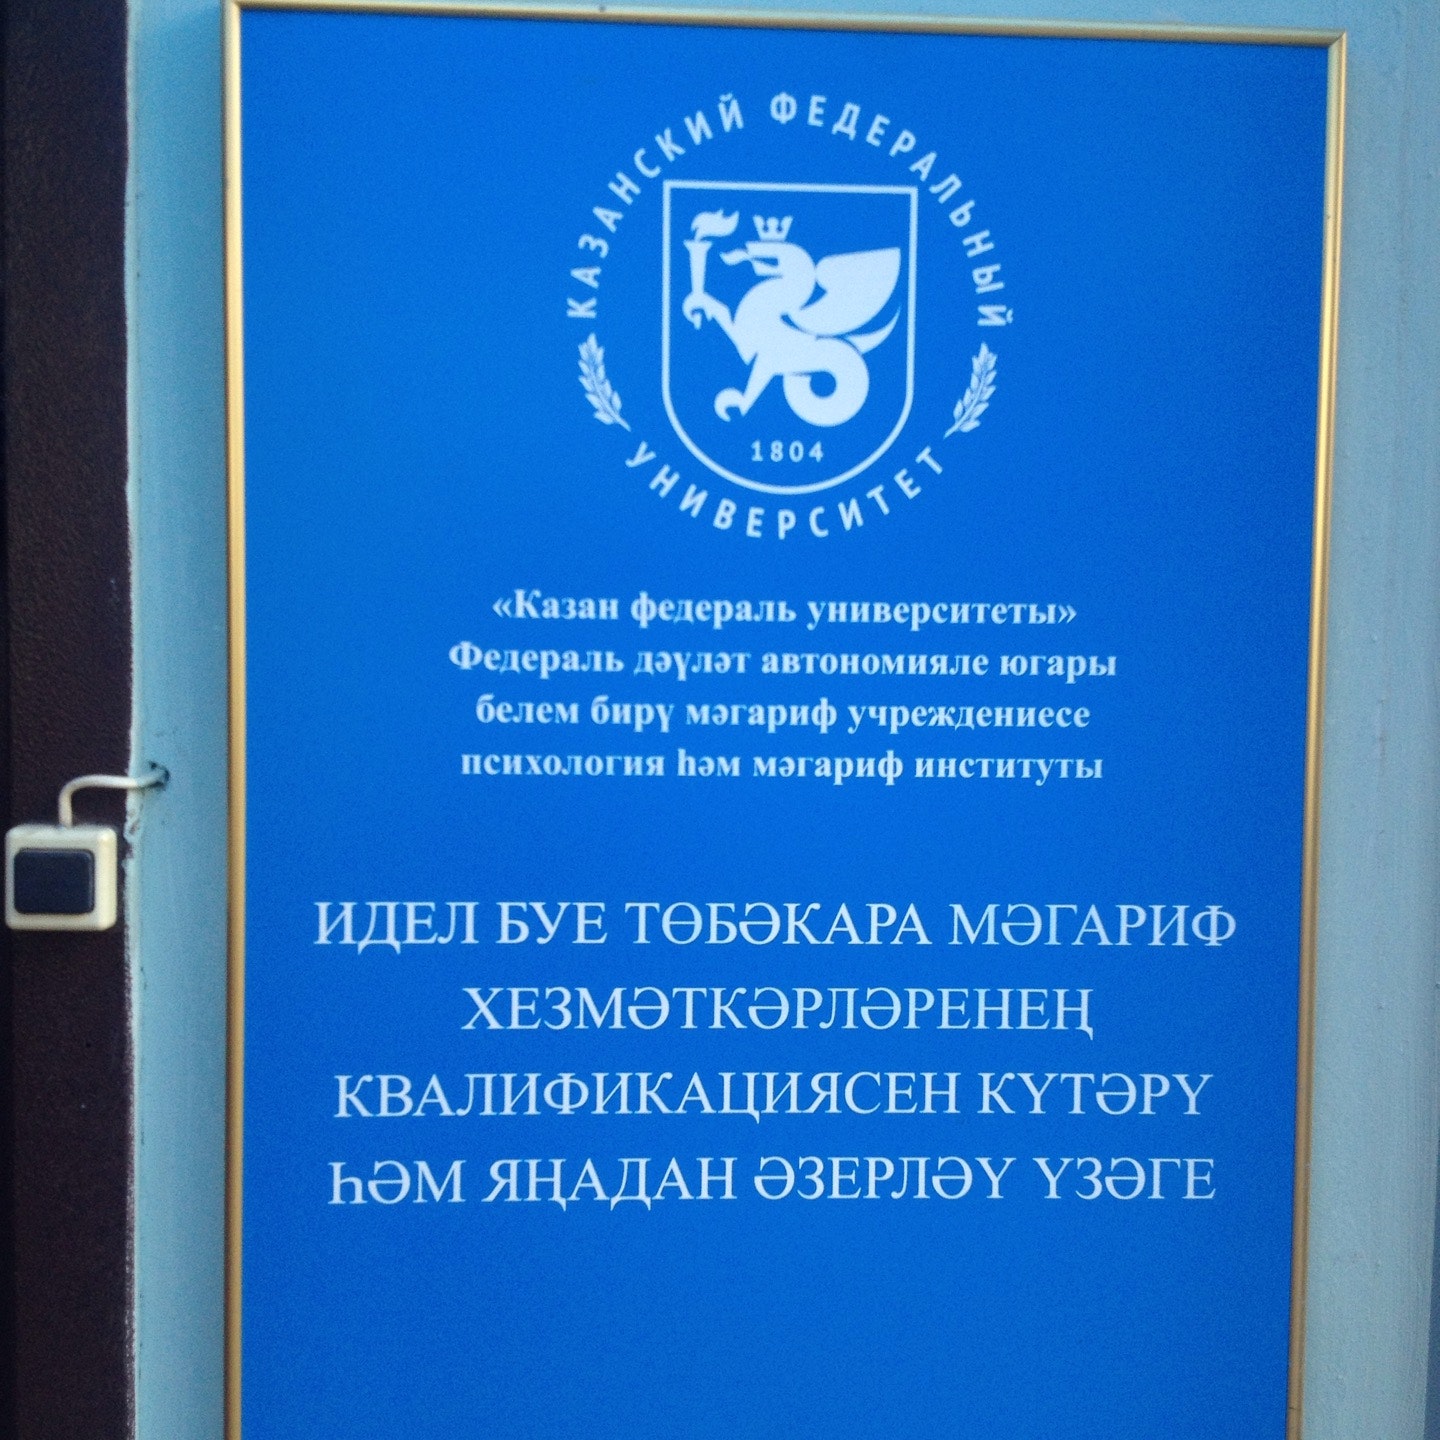 КАЗАНСКИЙ ФЕДЕРАЛЬНЫЙ
УНИВЕРСИТЕТ
1804
«Казан федераль университеты»
Федераль дәүләт автономияле югары
белем бирү мәгариф учреждениесе
психология һәм мәгариф институты
ИДЕЛ БУЕ ТӨБӘКАРА МӘГАРИФ
ХЕЗМӘТКӘРЛӘРЕНЕҢ
КВАЛИФИКАЦИЯСЕН КҮТӘРҮ
ҺӘМ ЯҢАДАН ӘЗЕРЛӘҮ ҮЗӘГЕ